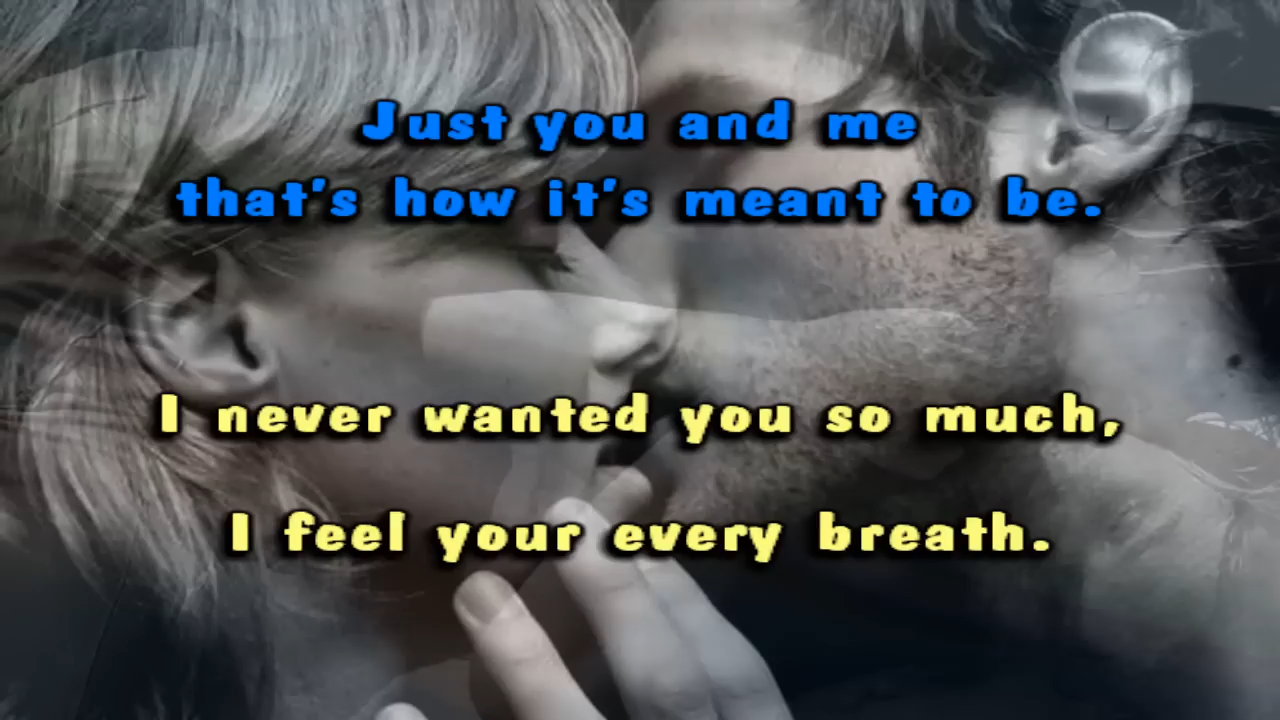 Just you and me
that's how it's meant to be.
I never wanted you so much,
I feel your every breath.